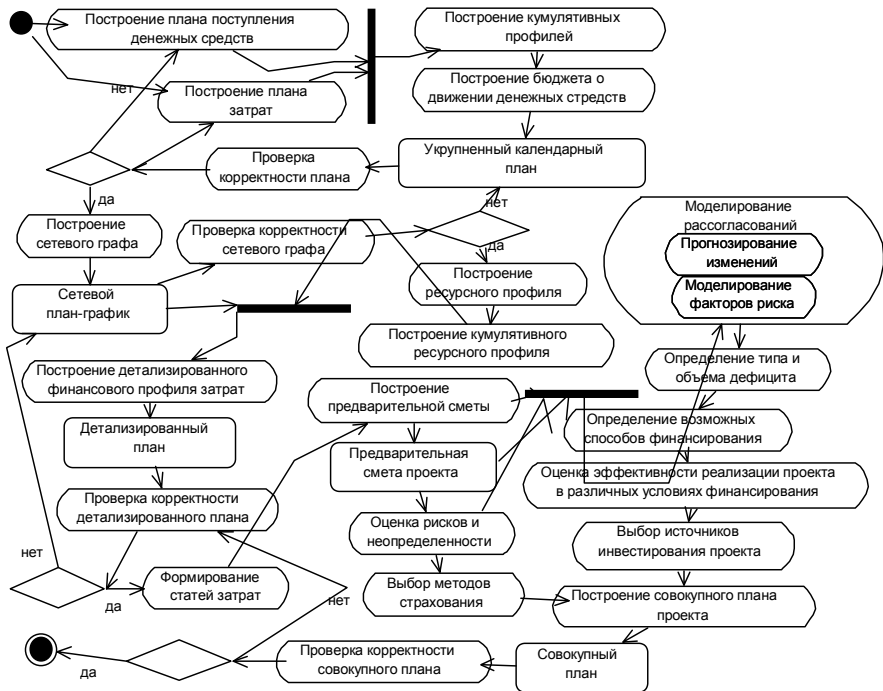 Построение плана поступления
денежных средств
нет
Построение плана
затрат
Построение кумулятивных
профилей
Построение бюджета о
движении денежных стредств
Укрупненный календарный
план
Проверка
корректности плана
да
Построение
сетевого графа
Проверка корректности
сетевого графа
нет
да
Сетевой
план-график
Построение
ресурсного профиля
Построение кумулятивного
ресурсного профиля
Моделирование
рассогласований
Прогнозирование
изменений
Моделирование
факторов риска
Построение детализированного
финансового профиля затрат
Детализированный
план
Проверка корректности
детализированного плана
нет
да
Формирование
статей затрат
Построение
предварительной сметы
Предварительная
смета проекта
Оценка рисков и
неопределенности
Выбор методов
страхования
Определение типа и
объема дефицита
Определение возможных
способов финансирования
Оценка эффективности реализации проекта
в различных условиях финансирования
Выбор источников
инвестирования проекта
Построение совокупного плана
проекта
Совокупный
план
Проверка корректности
совокупного плана
нет
да